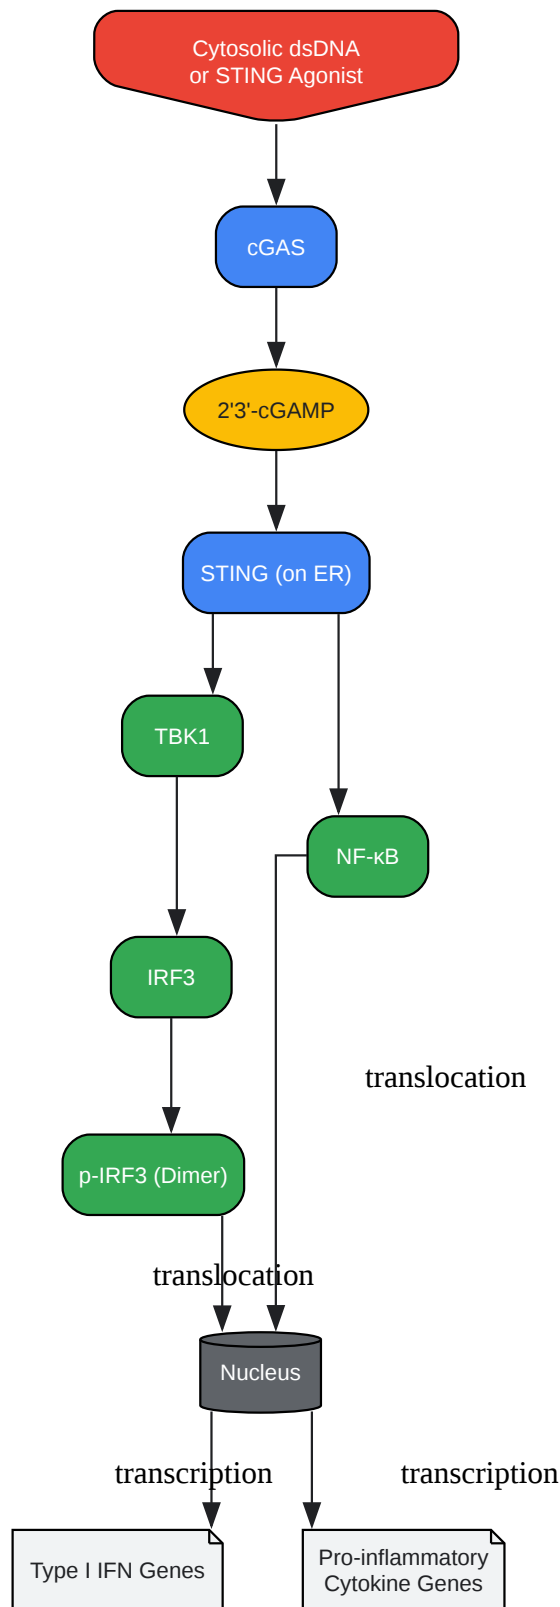 Cytosolic dsDNA
or STING Agonist
cGAS
2'3'-cGAMP
STING (on ER)
TBK1
NF-κB
IRF3
translocation
p-IRF3 (Dimer)
translocation
Nucleus
transcription
transcription
Type I IFN Genes
Pro-inflammatory
Cytokine Genes